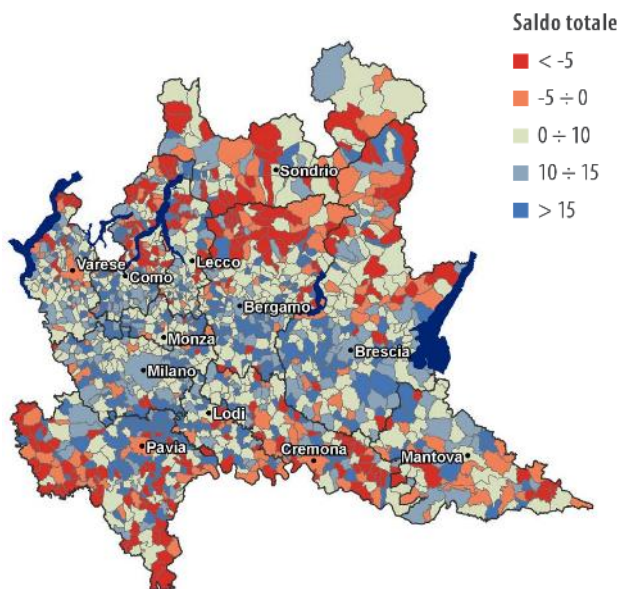 Saldo totale
< -5
-5 ÷ 0
0 ÷ 10
10 ÷ 15
> 15
Sondrio
Varese
Como
Lecco
Bergamo
Monza
Milano
Brescia
Lodi
Pavia
Cremona
Mantova